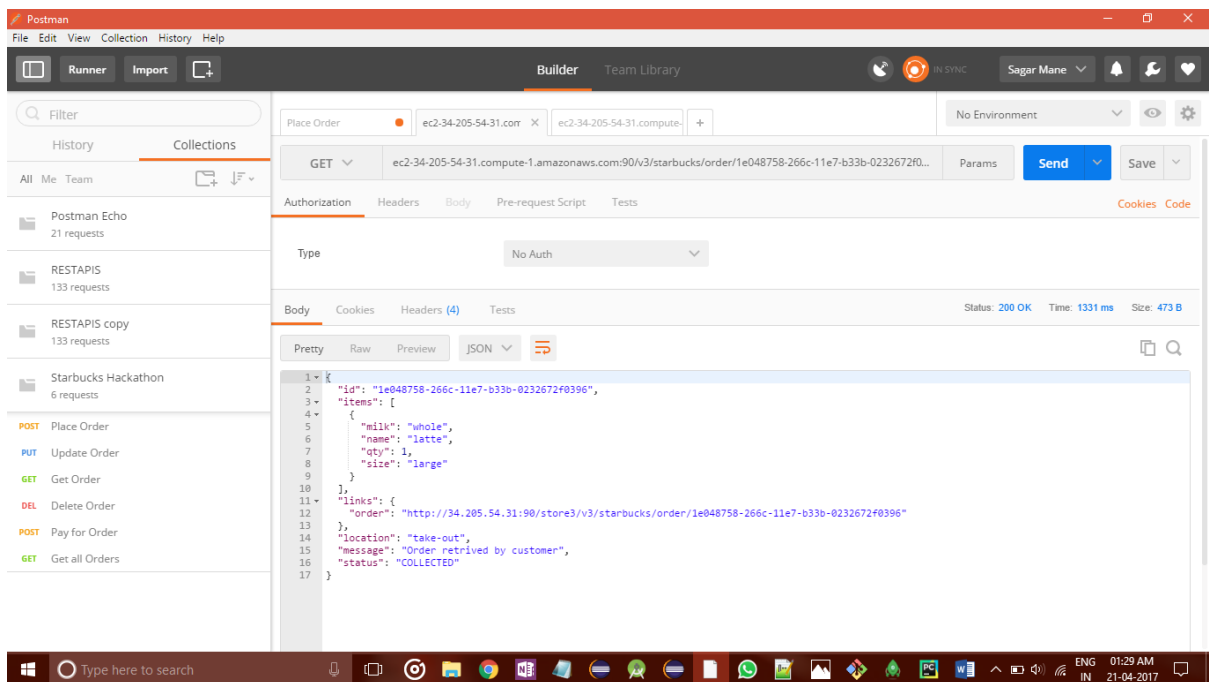 Postman
File Edit View Collection History Help
Runner Import Builder Team Library IN SYNC Sagar Mane
Filter
History Collections
All Me Team
Postman Echo
21 requests
RESTAPIS
133 requests
RESTAPIS copy
133 requests
Starbucks Hackathon
6 requests
POST Place Order
PUT Update Order
GET Get Order
DEL Delete Order
POST Pay for Order
GET Get all Orders
Place Order ec2-34-205-54-31.com ec2-34-205-54-31.compute- +
No Environment
GET ec2-34-205-54-31.compute-1.amazonaws.com:90/v3/starbucks/order/1e048758-266c-11e7-b33b-0232672f0... Params Send Save
Authorization Headers Body Pre-request Script Tests Cookies Code
Type No Auth
Body Cookies Headers (4) Tests Status: 200 OK Time: 1331 ms Size: 473 B
Pretty Raw Preview JSON
1 {
2 "id": "1e048758-266c-11e7-b33b-0232672f0396",
3 "items": [
4 {
5 "milk": "whole",
6 "name": "latte",
7 "qty": 1,
8 "size": "large"
9 }
10 ],
11 "links": {
12 "order": "http://34.205.54.31:90/store3/v3/starbucks/order/1e048758-266c-11e7-b33b-0232672f0396"
13 },
14 "location": "take-out",
15 "message": "Order retrived by customer",
16 "status": "COLLECTED"
17 }
Type here to search
ENG 01:29 AM
IN 21-04-2017